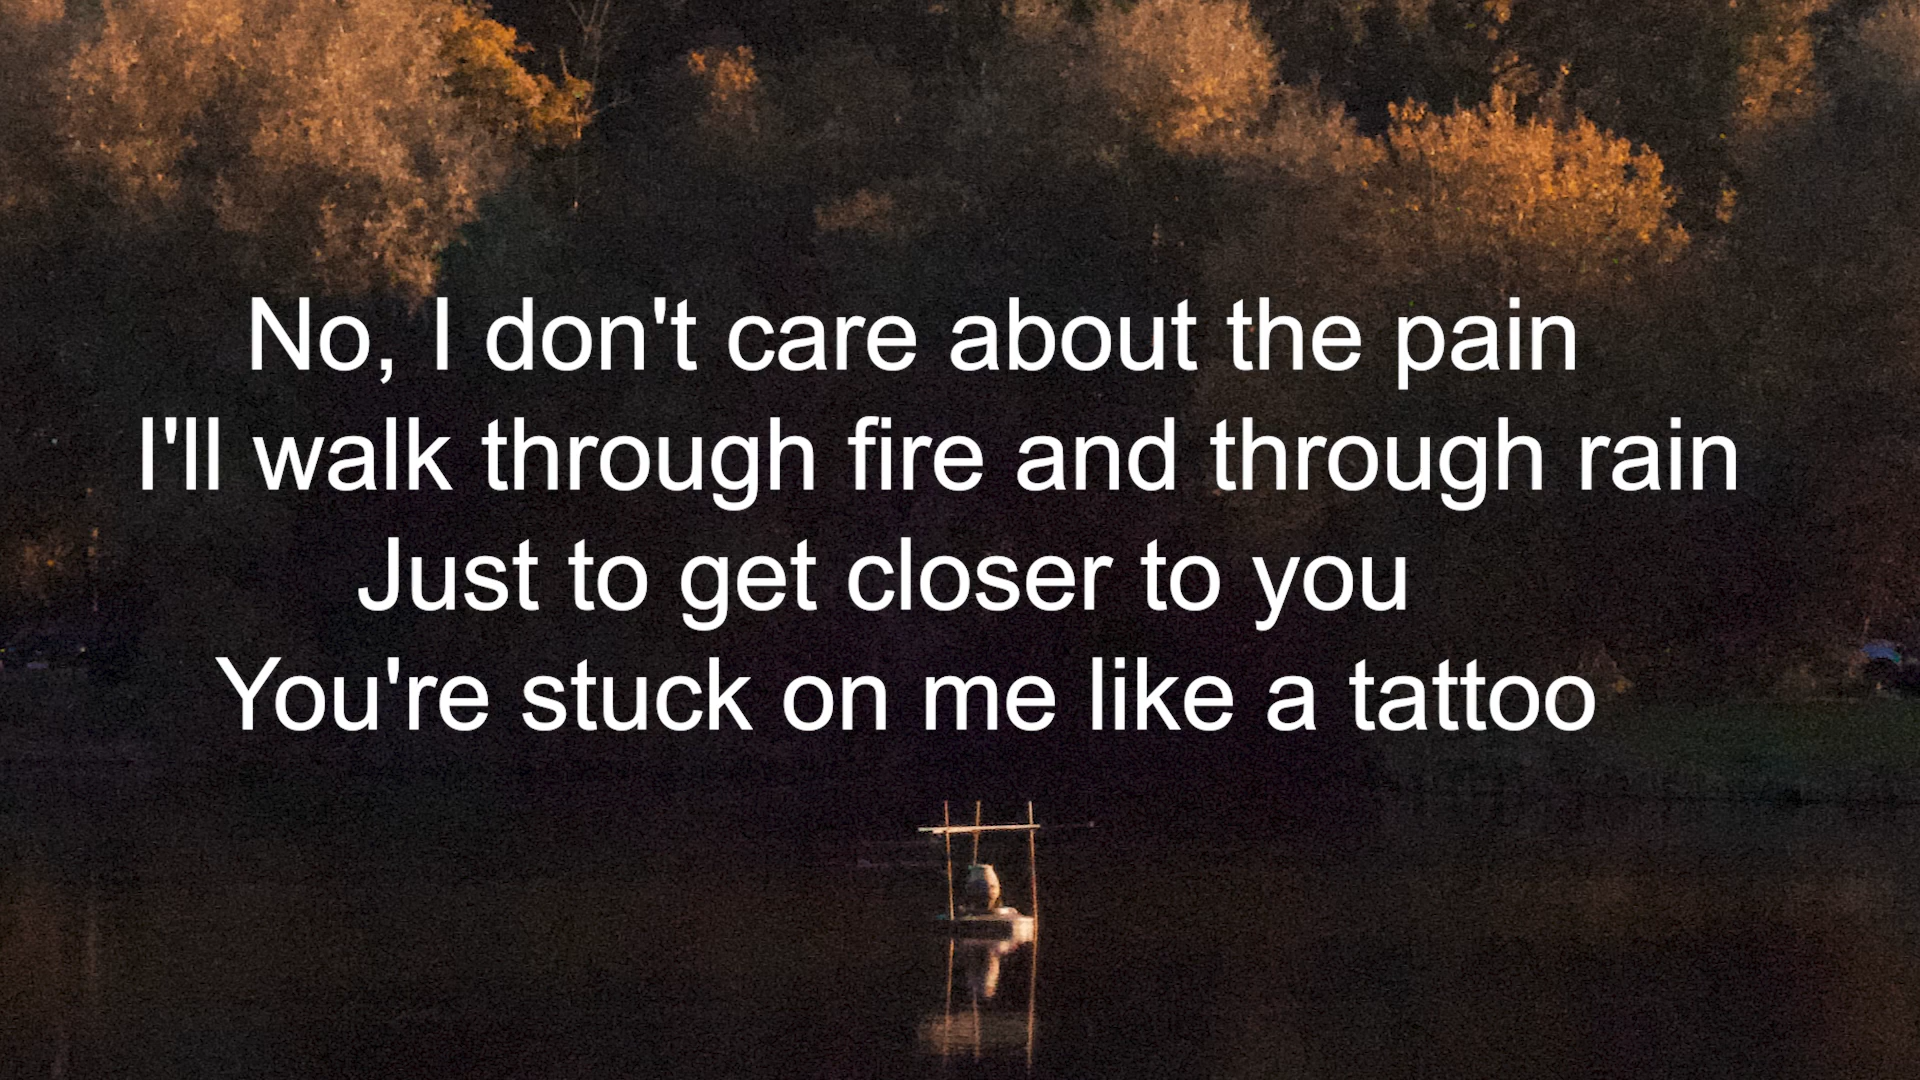 No, I don't care about the pain
I'll walk through fire and through rain
Just to get closer to you
You're stuck on me like a tattoo